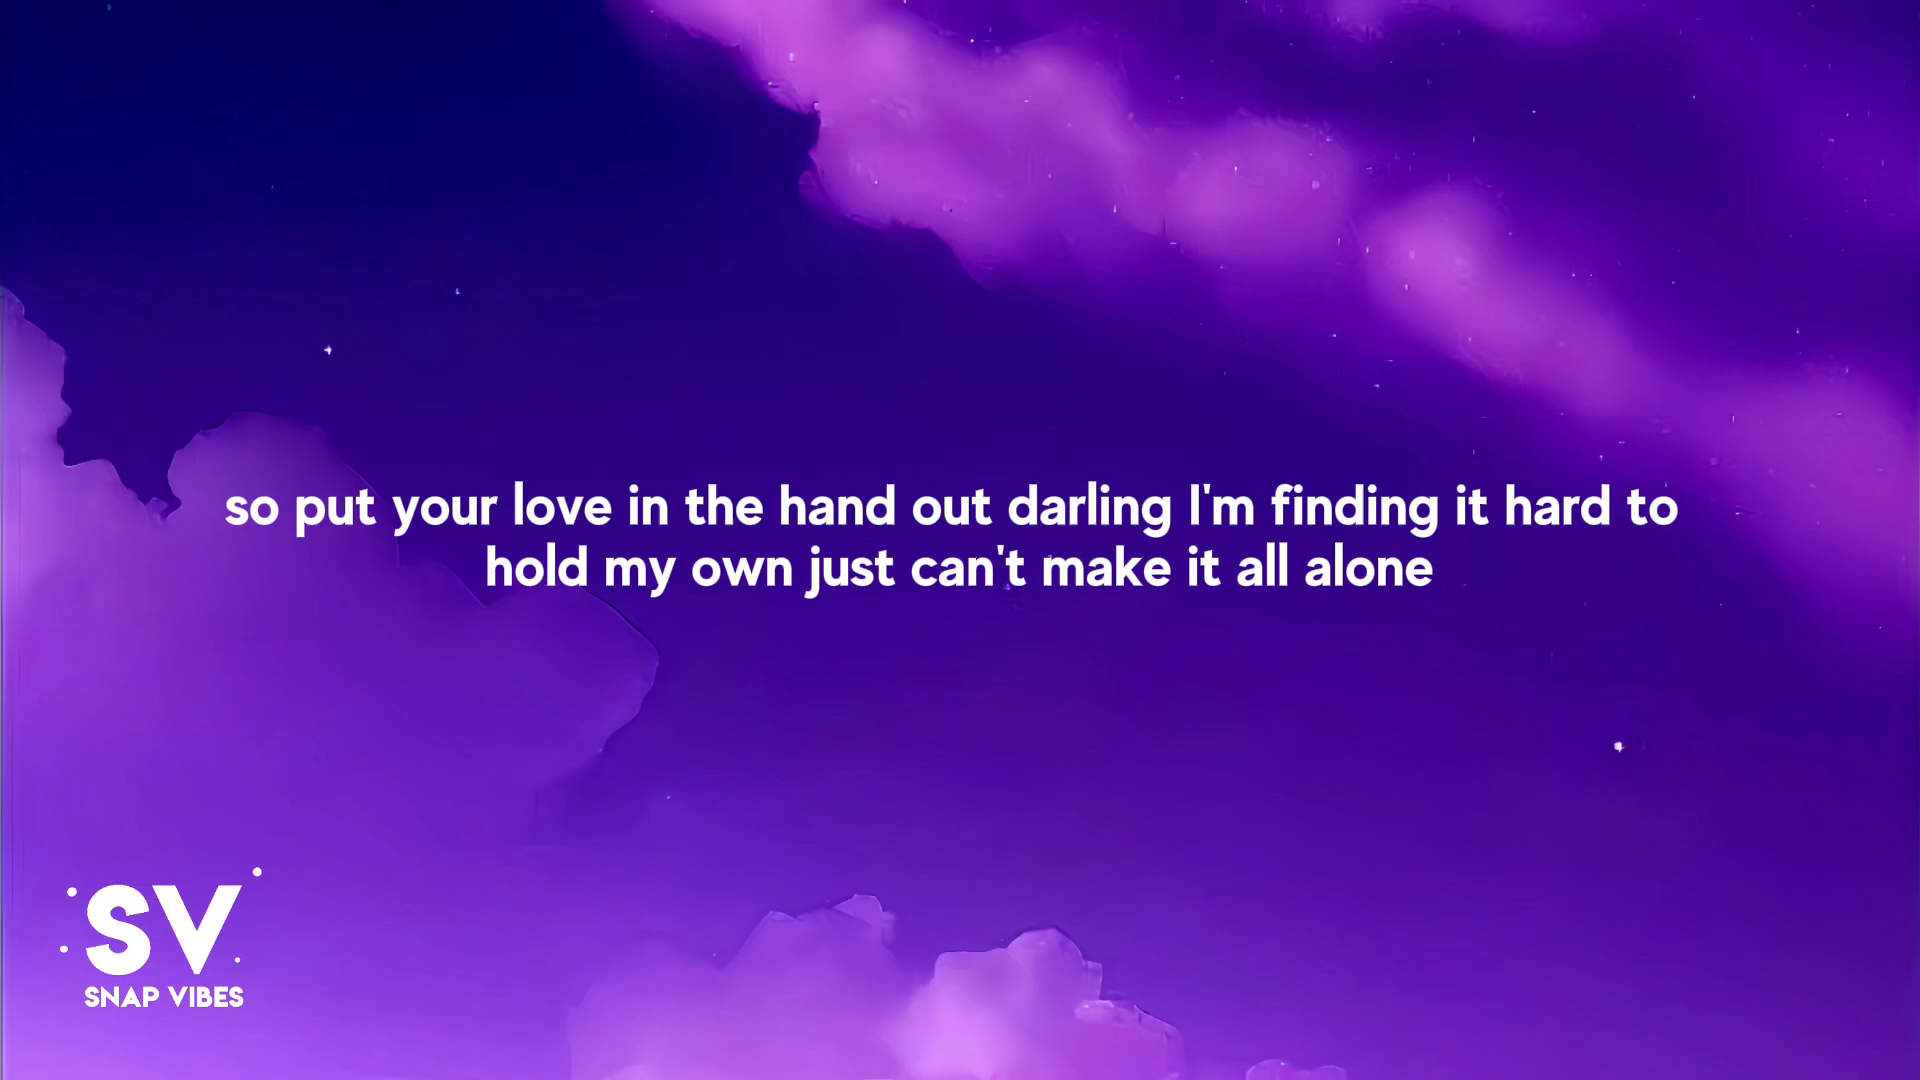 so put your love in the hand out darling I'm finding it hard to
hold my own just can't make it all alone
SV
SNAP VIBES